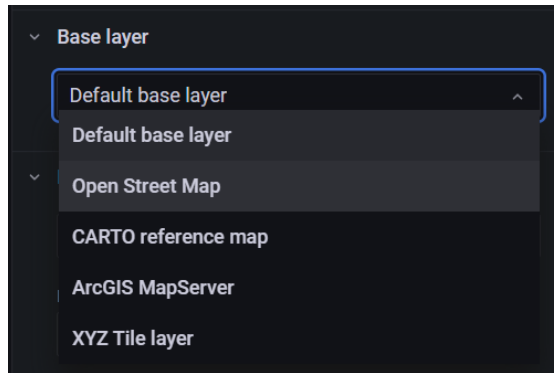 Base layer
Default base layer
Default base layer
Open Street Map
CARTO reference map
ArcGIS MapServer
XYZ Tile layer